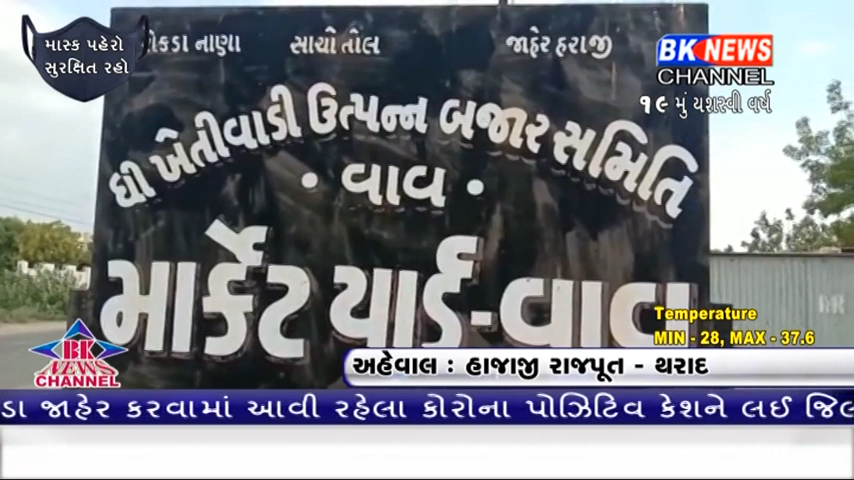 માસ્ક પહેરો
સુરક્ષિત રહો
રોકડા નાણા સાચો તોલ જાહેર હરાજી
BK NEWS
CHANNEL
૧૯ મું યશસ્વી વર્ષ
ધી ખેતીવાડી ઉત્પન્ન બજાર સમિતિ
• વાવ •
માર્કેટ યાર્ડ-વાવ
Temperature
MIN - 28, MAX - 37.6
BK
NEWS
CHANNEL
અહેવાલ : હાજાજી રાજપૂત - થરાદ
ડા જાહેર કરવામાં આવી રહેલા કોરોના પોઝિટિવ કેશને લઈ જિલ